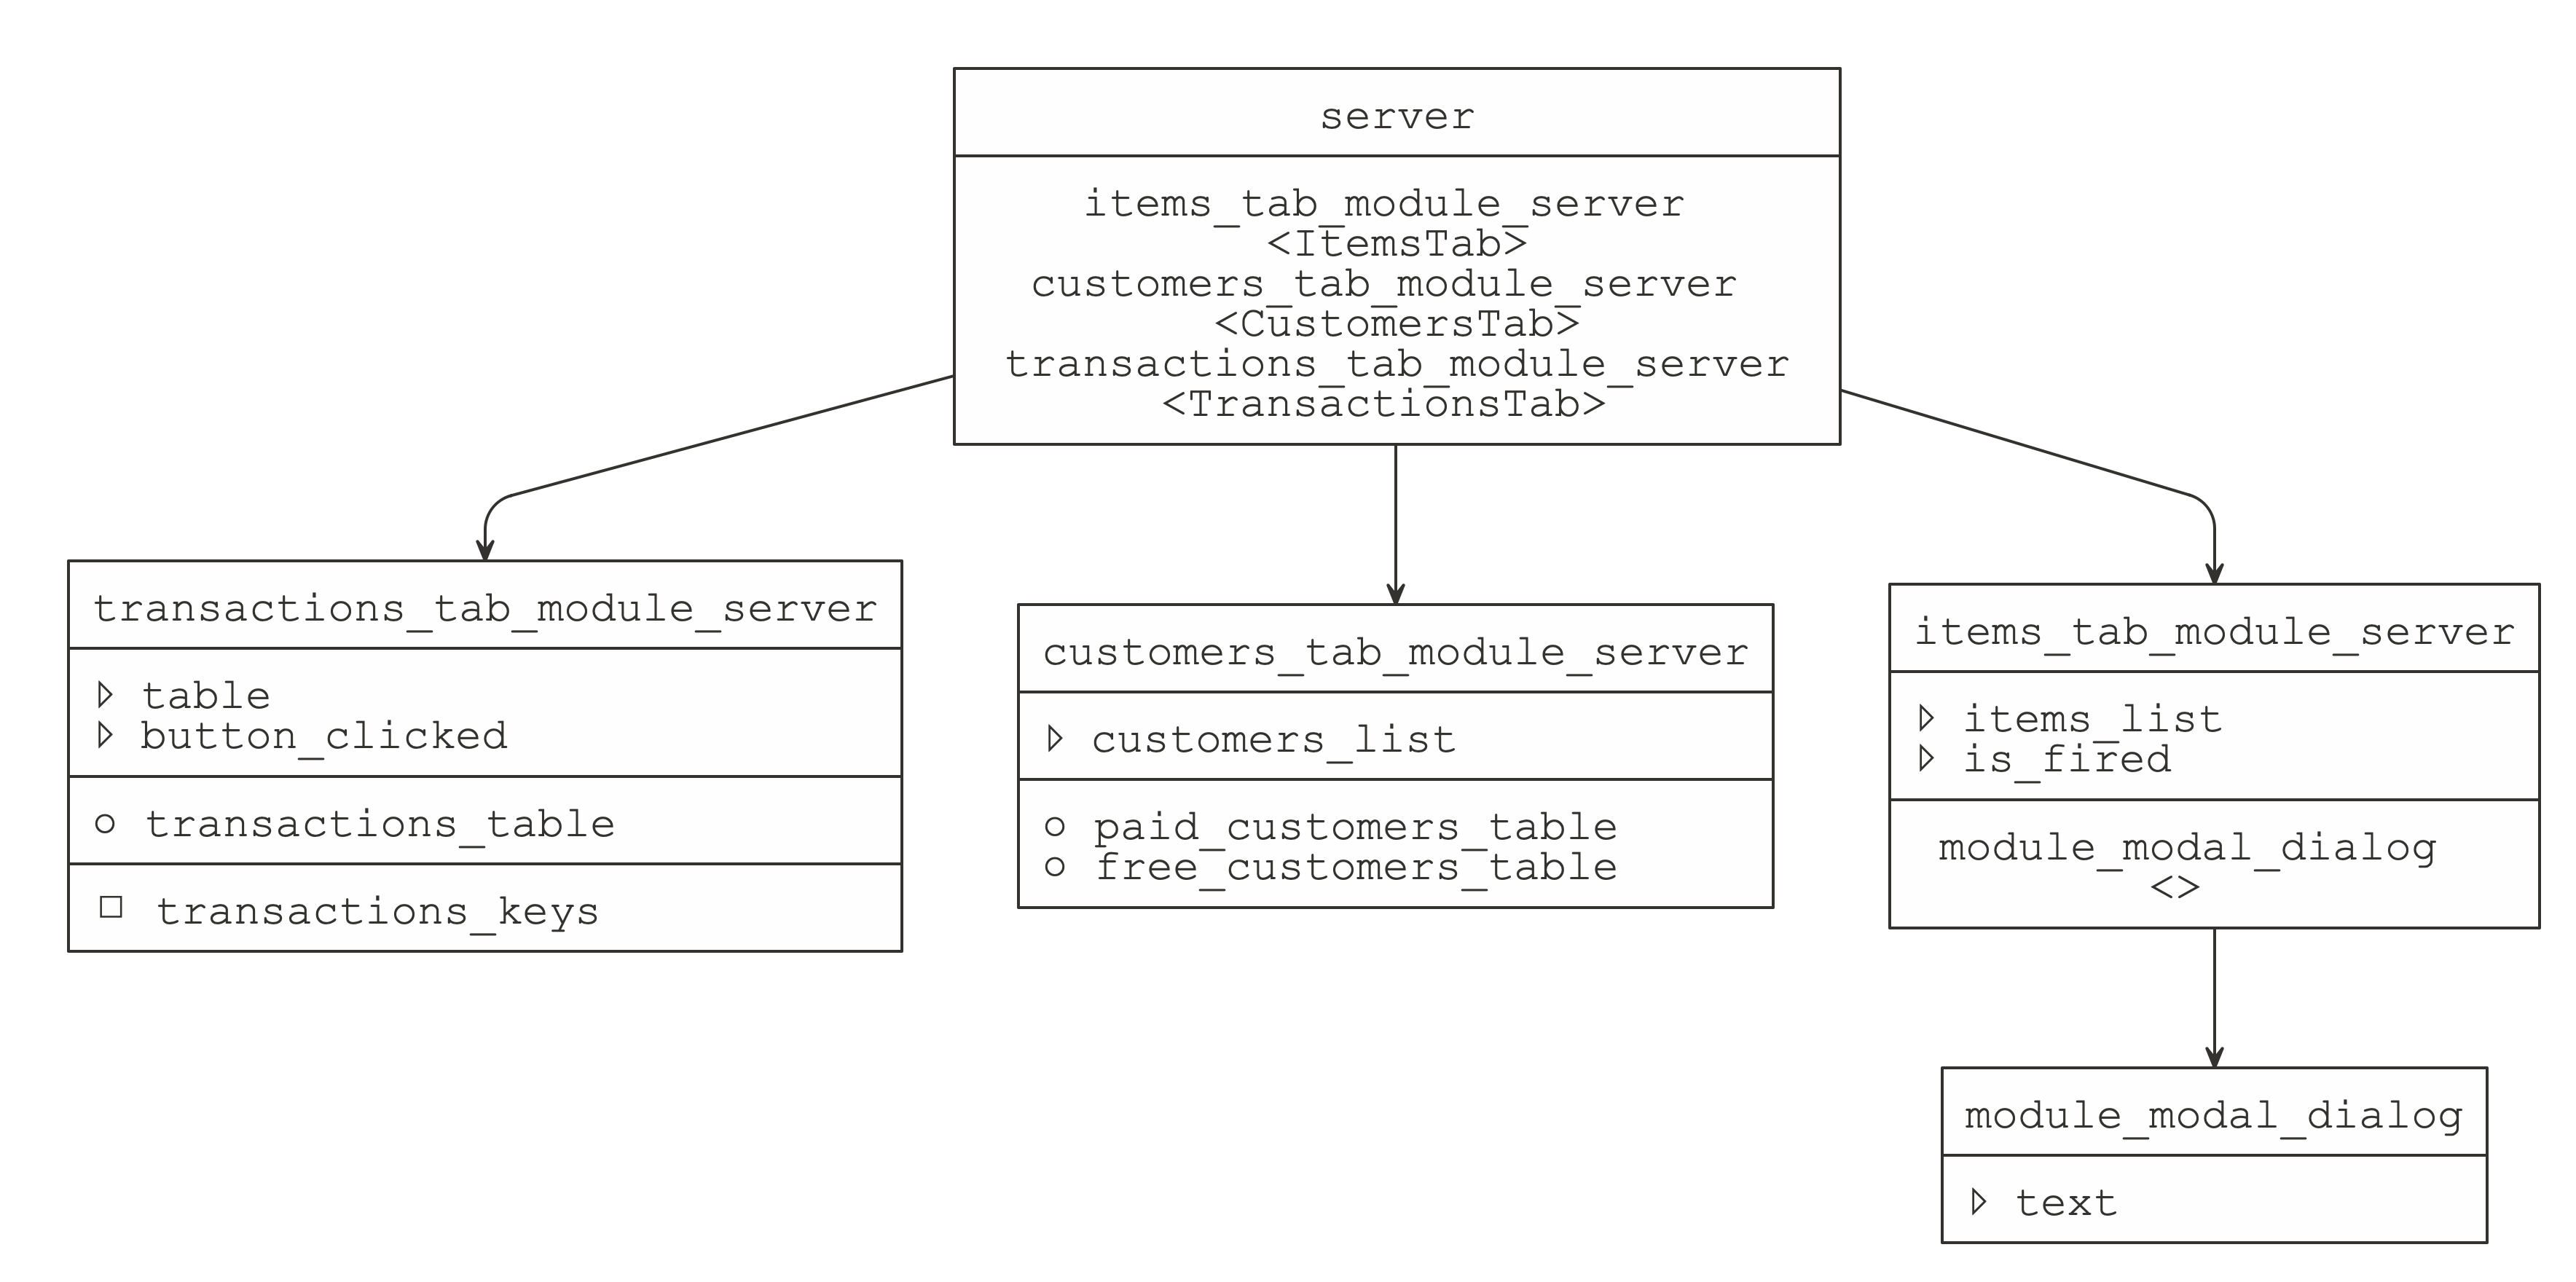 server
items_tab_module_server
<ItemsTab>
customers_tab_module_server
<CustomersTab>
transactions_tab_module_server
<TransactionsTab>
transactions_tab_module_server
table
button_clicked
transactions_table
transactions_keys
customers_tab_module_server
customers_list
paid_customers_table
free_customers_table
items_tab_module_server
items_list
is_fired
module_modal_dialog
<>
module_modal_dialog
text